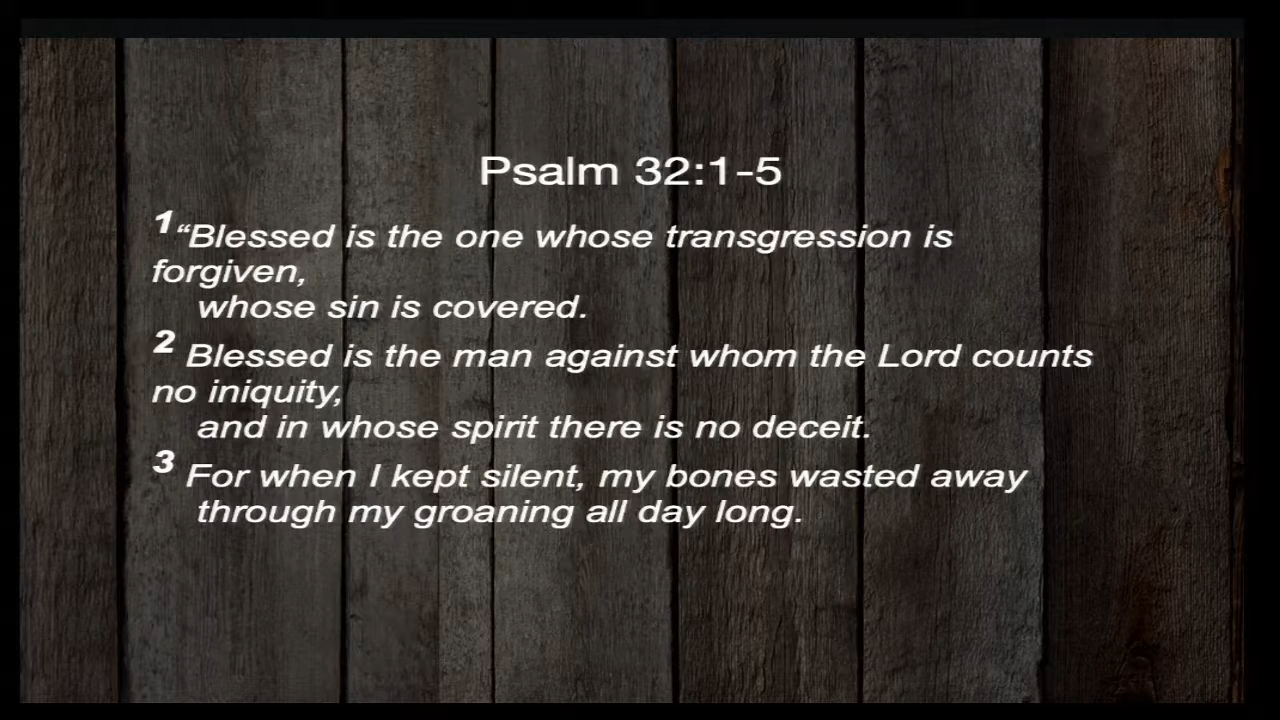 Psalm 32:1-5
1“Blessed is the one whose transgression is
forgiven,
whose sin is covered.
2 Blessed is the man against whom the Lord counts
no iniquity,
and in whose spirit there is no deceit.
3 For when I kept silent, my bones wasted away
through my groaning all day long.